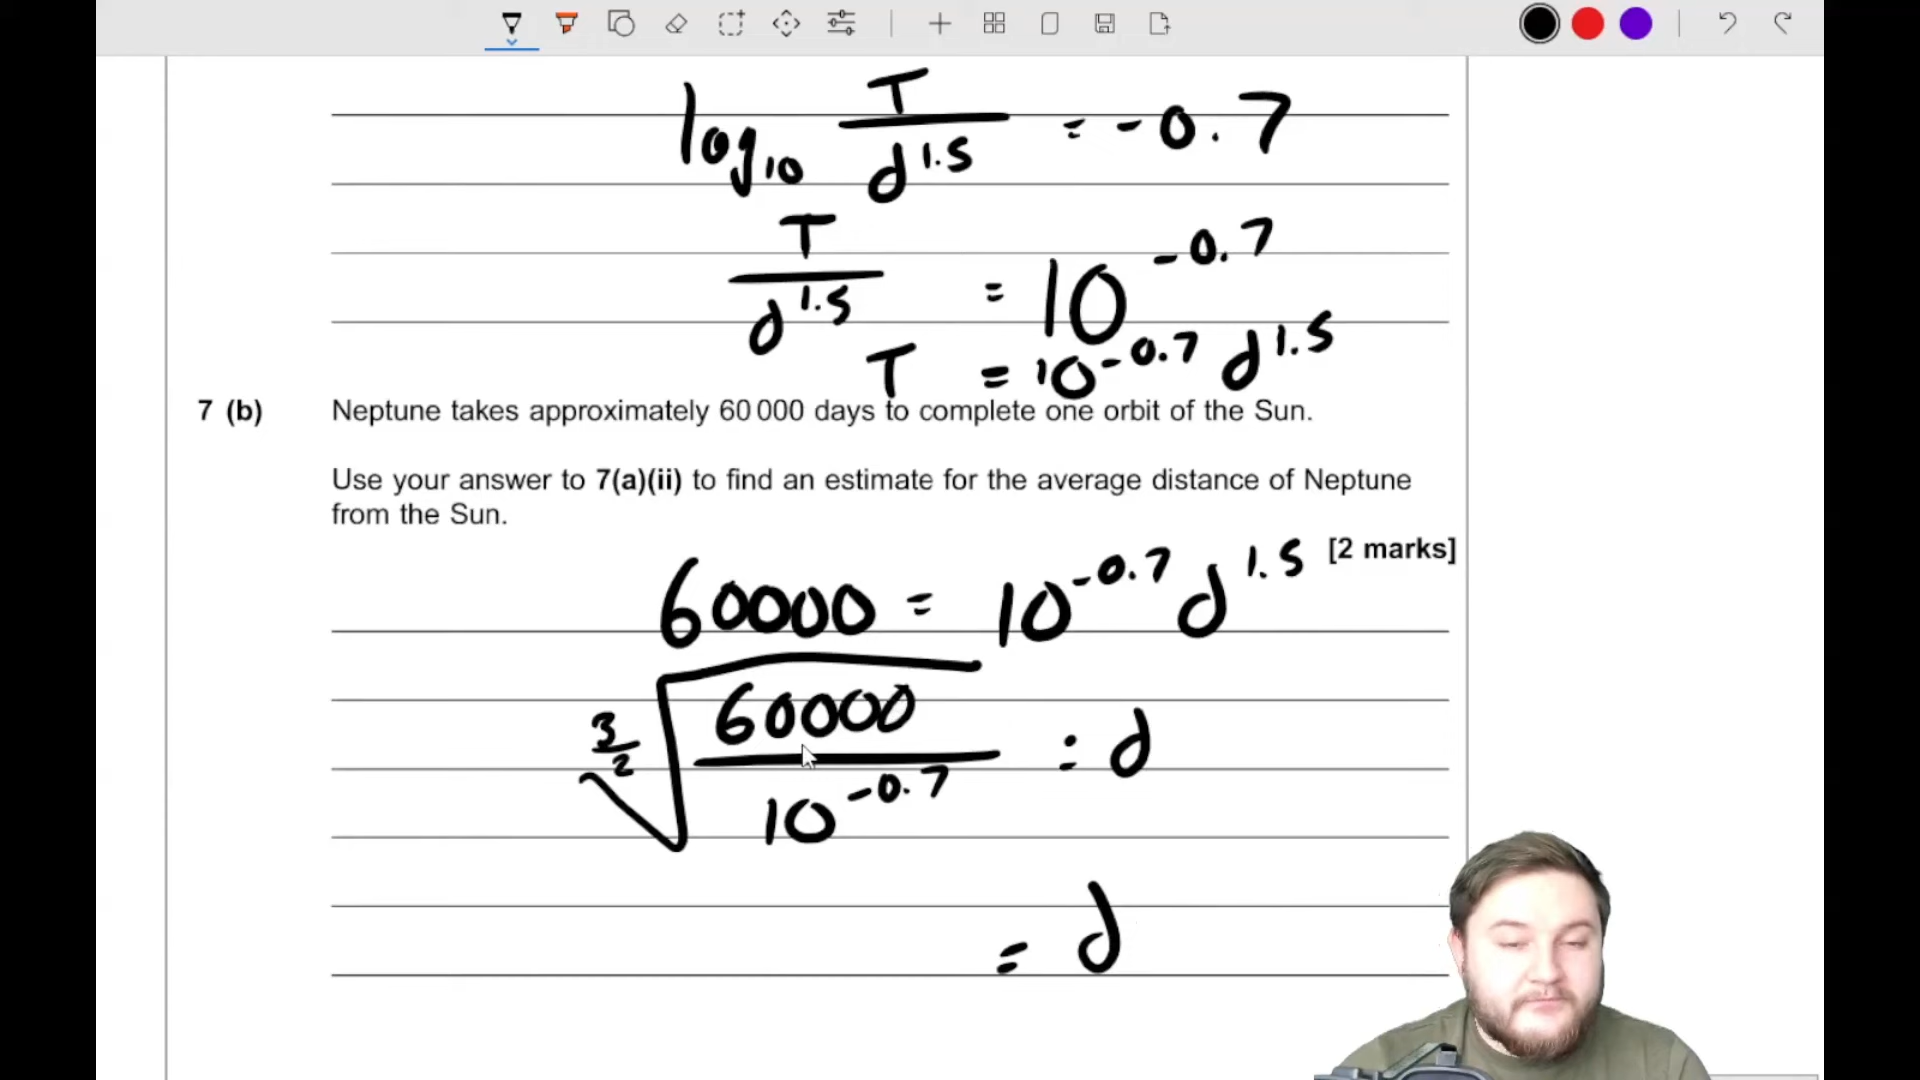 log₁₀ T/d^1.5 = -0.7
T/d^1.5 = 10^-0.7
T = 10^-0.7 d^1.5
7 (b) Neptune takes approximately 60 000 days to complete one orbit of the Sun.
Use your answer to 7(a)(ii) to find an estimate for the average distance of Neptune
from the Sun.
[2 marks]
60000 = 10^-0.7 d^1.5
3/2 √ 60000/10^-0.7 = d
= d